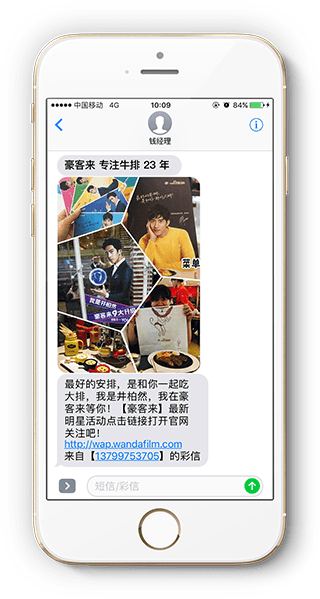 中国移动 4G 10:09 84%
钱经理
豪客来 专注牛排 23 年
菜单
我是井柏然
豪客来9大升级
最好的安排，是和你一起吃
大排，我是井柏然，我在豪
客来等你！【豪客来】最新
明星活动点击链接打开官网
关注吧！
http://wap.wandafilm.com
来自【13799753705】的彩信
短信/彩信